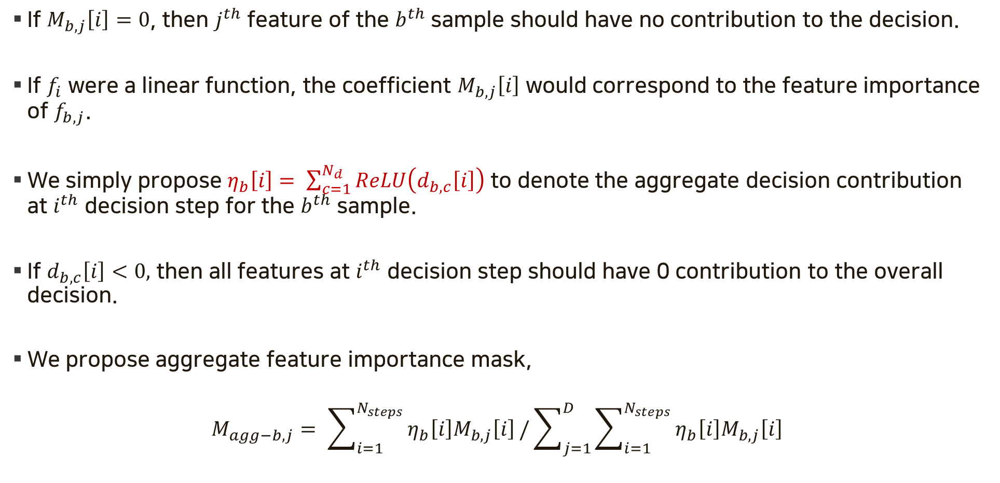 ▪ If $M_{b,j}[i] = 0$, then $j^{th}$ feature of the $b^{th}$ sample should have no contribution to the decision.
▪ If $f_i$ were a linear function, the coefficient $M_{b,j}[i]$ would correspond to the feature importance
of $f_{b,j}$.
▪ We simply propose $\eta_b[i] = \sum_{c=1}^{N_d} ReLU(d_{b,c}[i])$ to denote the aggregate decision contribution
at $i^{th}$ decision step for the $b^{th}$ sample.
▪ If $d_{b,c}[i] < 0$, then all features at $i^{th}$ decision step should have 0 contribution to the overall
decision.
▪ We propose aggregate feature importance mask,
$M_{agg-b,j} = \sum_{i=1}^{N_{steps}} \eta_b[i] M_{b,j}[i] / \sum_{j=1}^{D} \sum_{i=1}^{N_{steps}} \eta_b[i] M_{b,j}[i]$